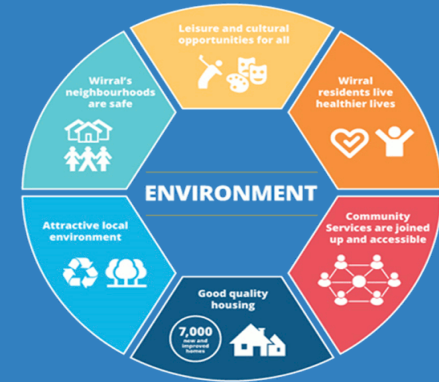 Leisure and cultural
opportunities for all
Wirral
residents live
healthier lives
Community
Services are joined
up and accessible
Good quality
housing
7,000
new and
improved
homes
Attractive local
environment
Wirral's
neighbourhoods
are safe
ENVIRONMENT